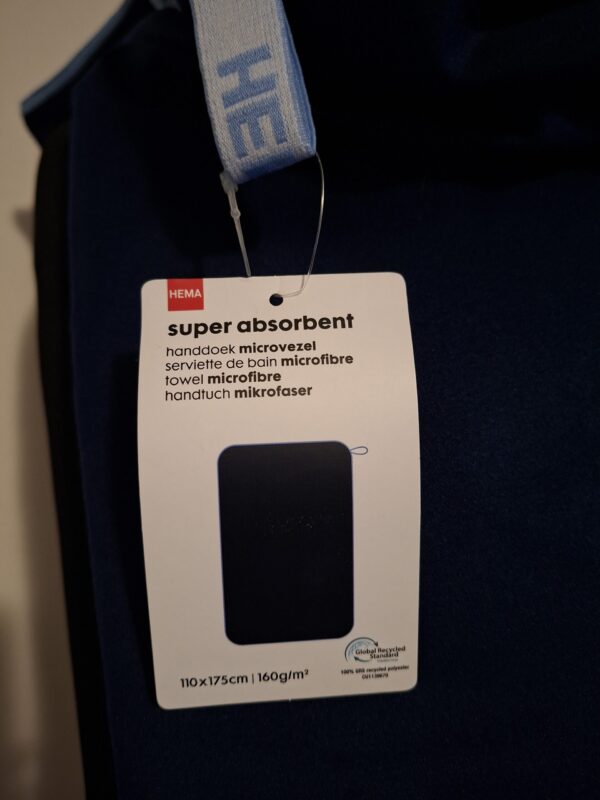 HE
HEMA
super absorbent
handdoek microvezel
serviette de bain microfibre
towel microfibre
handtuch mikrofaser
Global Recycled
Standard
100% GRS recycled polyester
110x175cm | 160g/m²